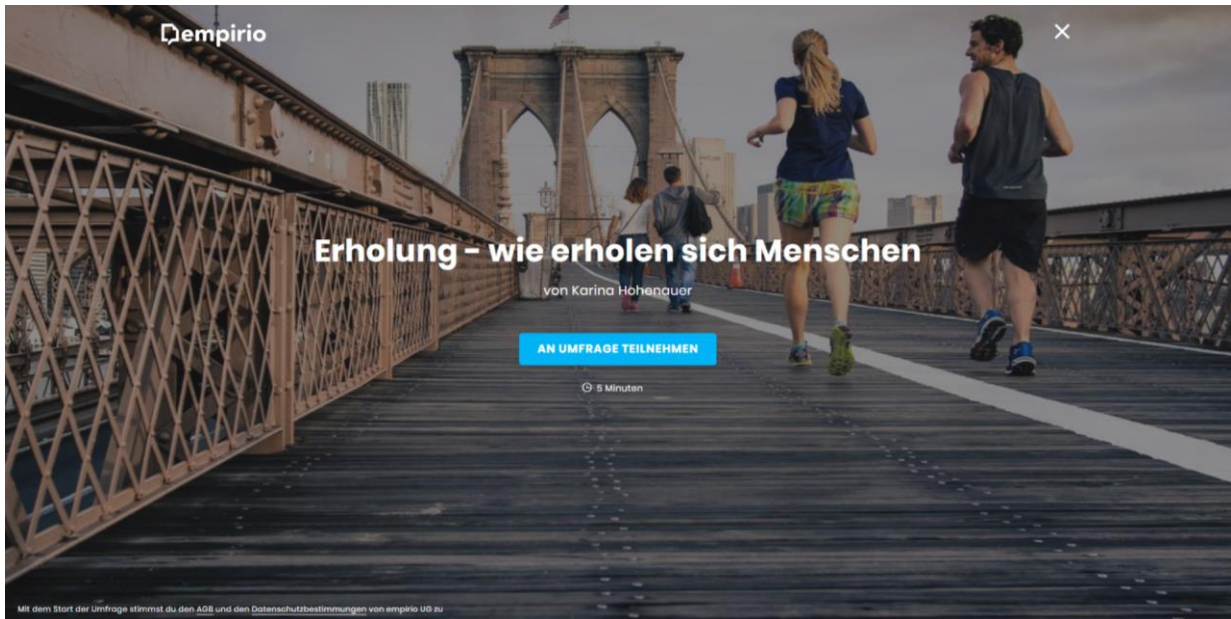 empirio
Erholung - wie erholen sich Menschen
von Karina Hohenauer
AN UMFRAGE TEILNEHMEN
5 Minuten
Mit dem Start der Umfrage stimmst du den AGB und den Datenschutzbestimmungen von empirio UG zu